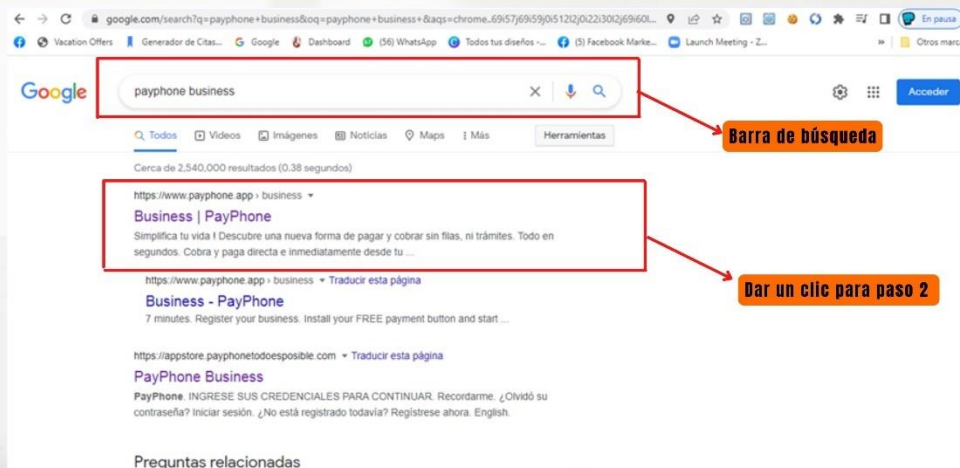 google.com/search?q=payphone+business&oq=payphone+business+&aqs=chrome..69i57j69i59j0i512l2j0i22i30l2j69i60l...
En pausa
Vacation Offers
Generador de Citas...
Google
Dashboard
(56) WhatsApp
Todos tus diseños -...
(5) Facebook Marke...
Launch Meeting - Z...
»
Otros marc
Google
payphone business
Acceder
Todos
Videos
Imágenes
Noticias
Maps
Más
Herramientas
Barra de búsqueda
Cerca de 2,540,000 resultados (0.38 segundos)
https://www.payphone.app › business
Business | PayPhone
Simplifica tu vida ! Descubre una nueva forma de pagar y cobrar sin filas, ni trámites. Todo en
segundos. Cobra y paga directa e inmediatamente desde tu ...
Dar un clic para paso 2
https://www.payphone.app › business Traducir esta página
Business - PayPhone
7 minutes. Register your business. Install your FREE payment button and start ...
https://appstore.payphonetodoesposible.com Traducir esta página
PayPhone Business
PayPhone. INGRESE SUS CREDENCIALES PARA CONTINUAR. Recordarme. ¿Olvidó su
contraseña? Iniciar sesión. ¿No está registrado todavía? Regístrese ahora. English.
Preguntas relacionadas